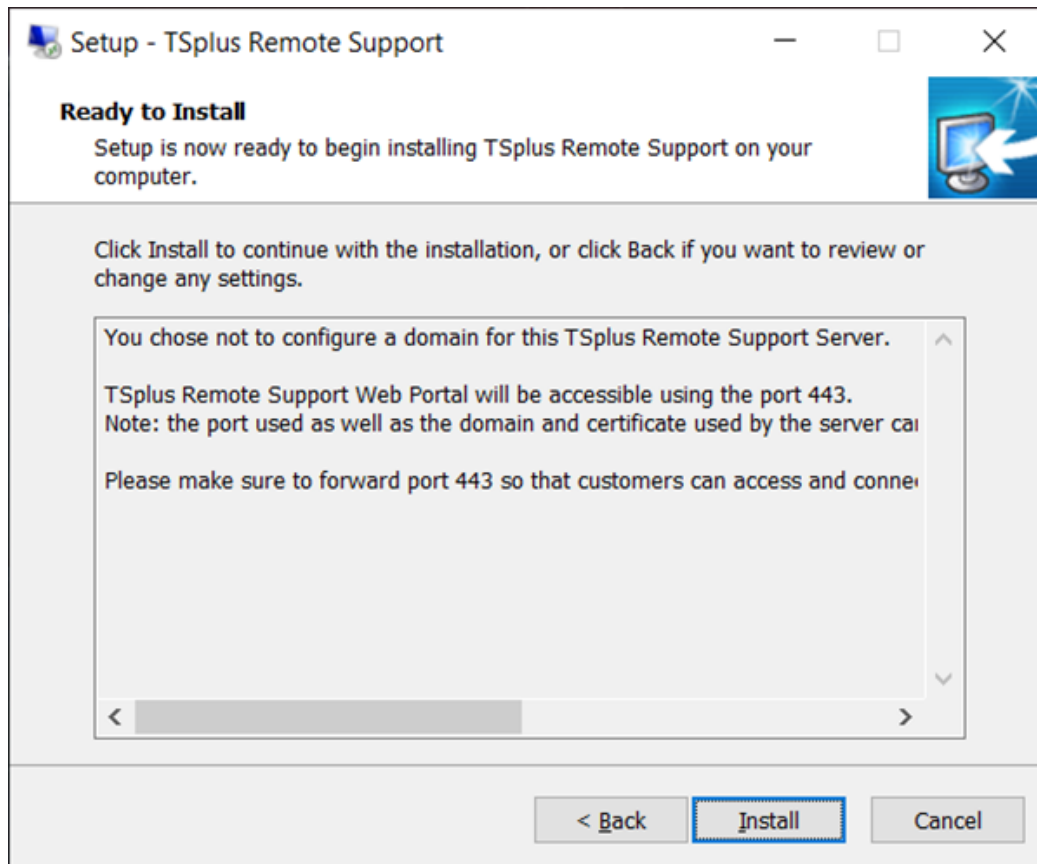 Setup - TSplus Remote Support
Ready to Install
Setup is now ready to begin installing TSplus Remote Support on your
computer.
Click Install to continue with the installation, or click Back if you want to review or
change any settings.
You chose not to configure a domain for this TSplus Remote Support Server.
TSplus Remote Support Web Portal will be accessible using the port 443.
Note: the port used as well as the domain and certificate used by the server
Please make sure to forward port 443 so that customers can access and
< Back
Install
Cancel